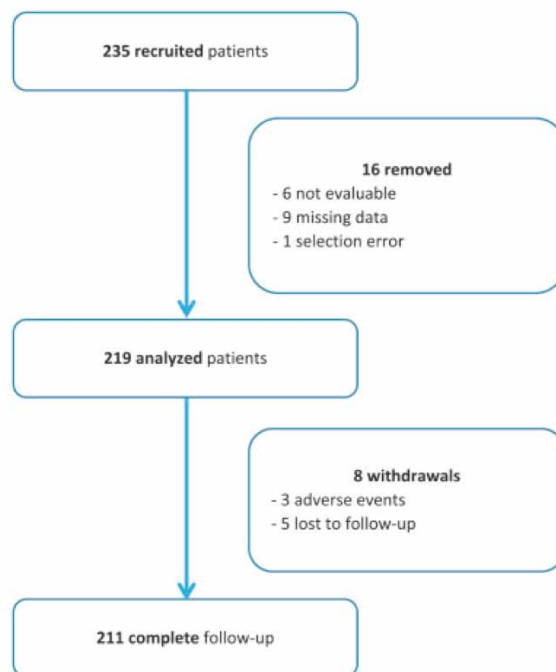 235 recruited patients
16 removed
- 6 not evaluable
- 9 missing data
- 1 selection error
219 analyzed patients
8 withdrawals
- 3 adverse events
- 5 lost to follow-up
211 complete follow-up